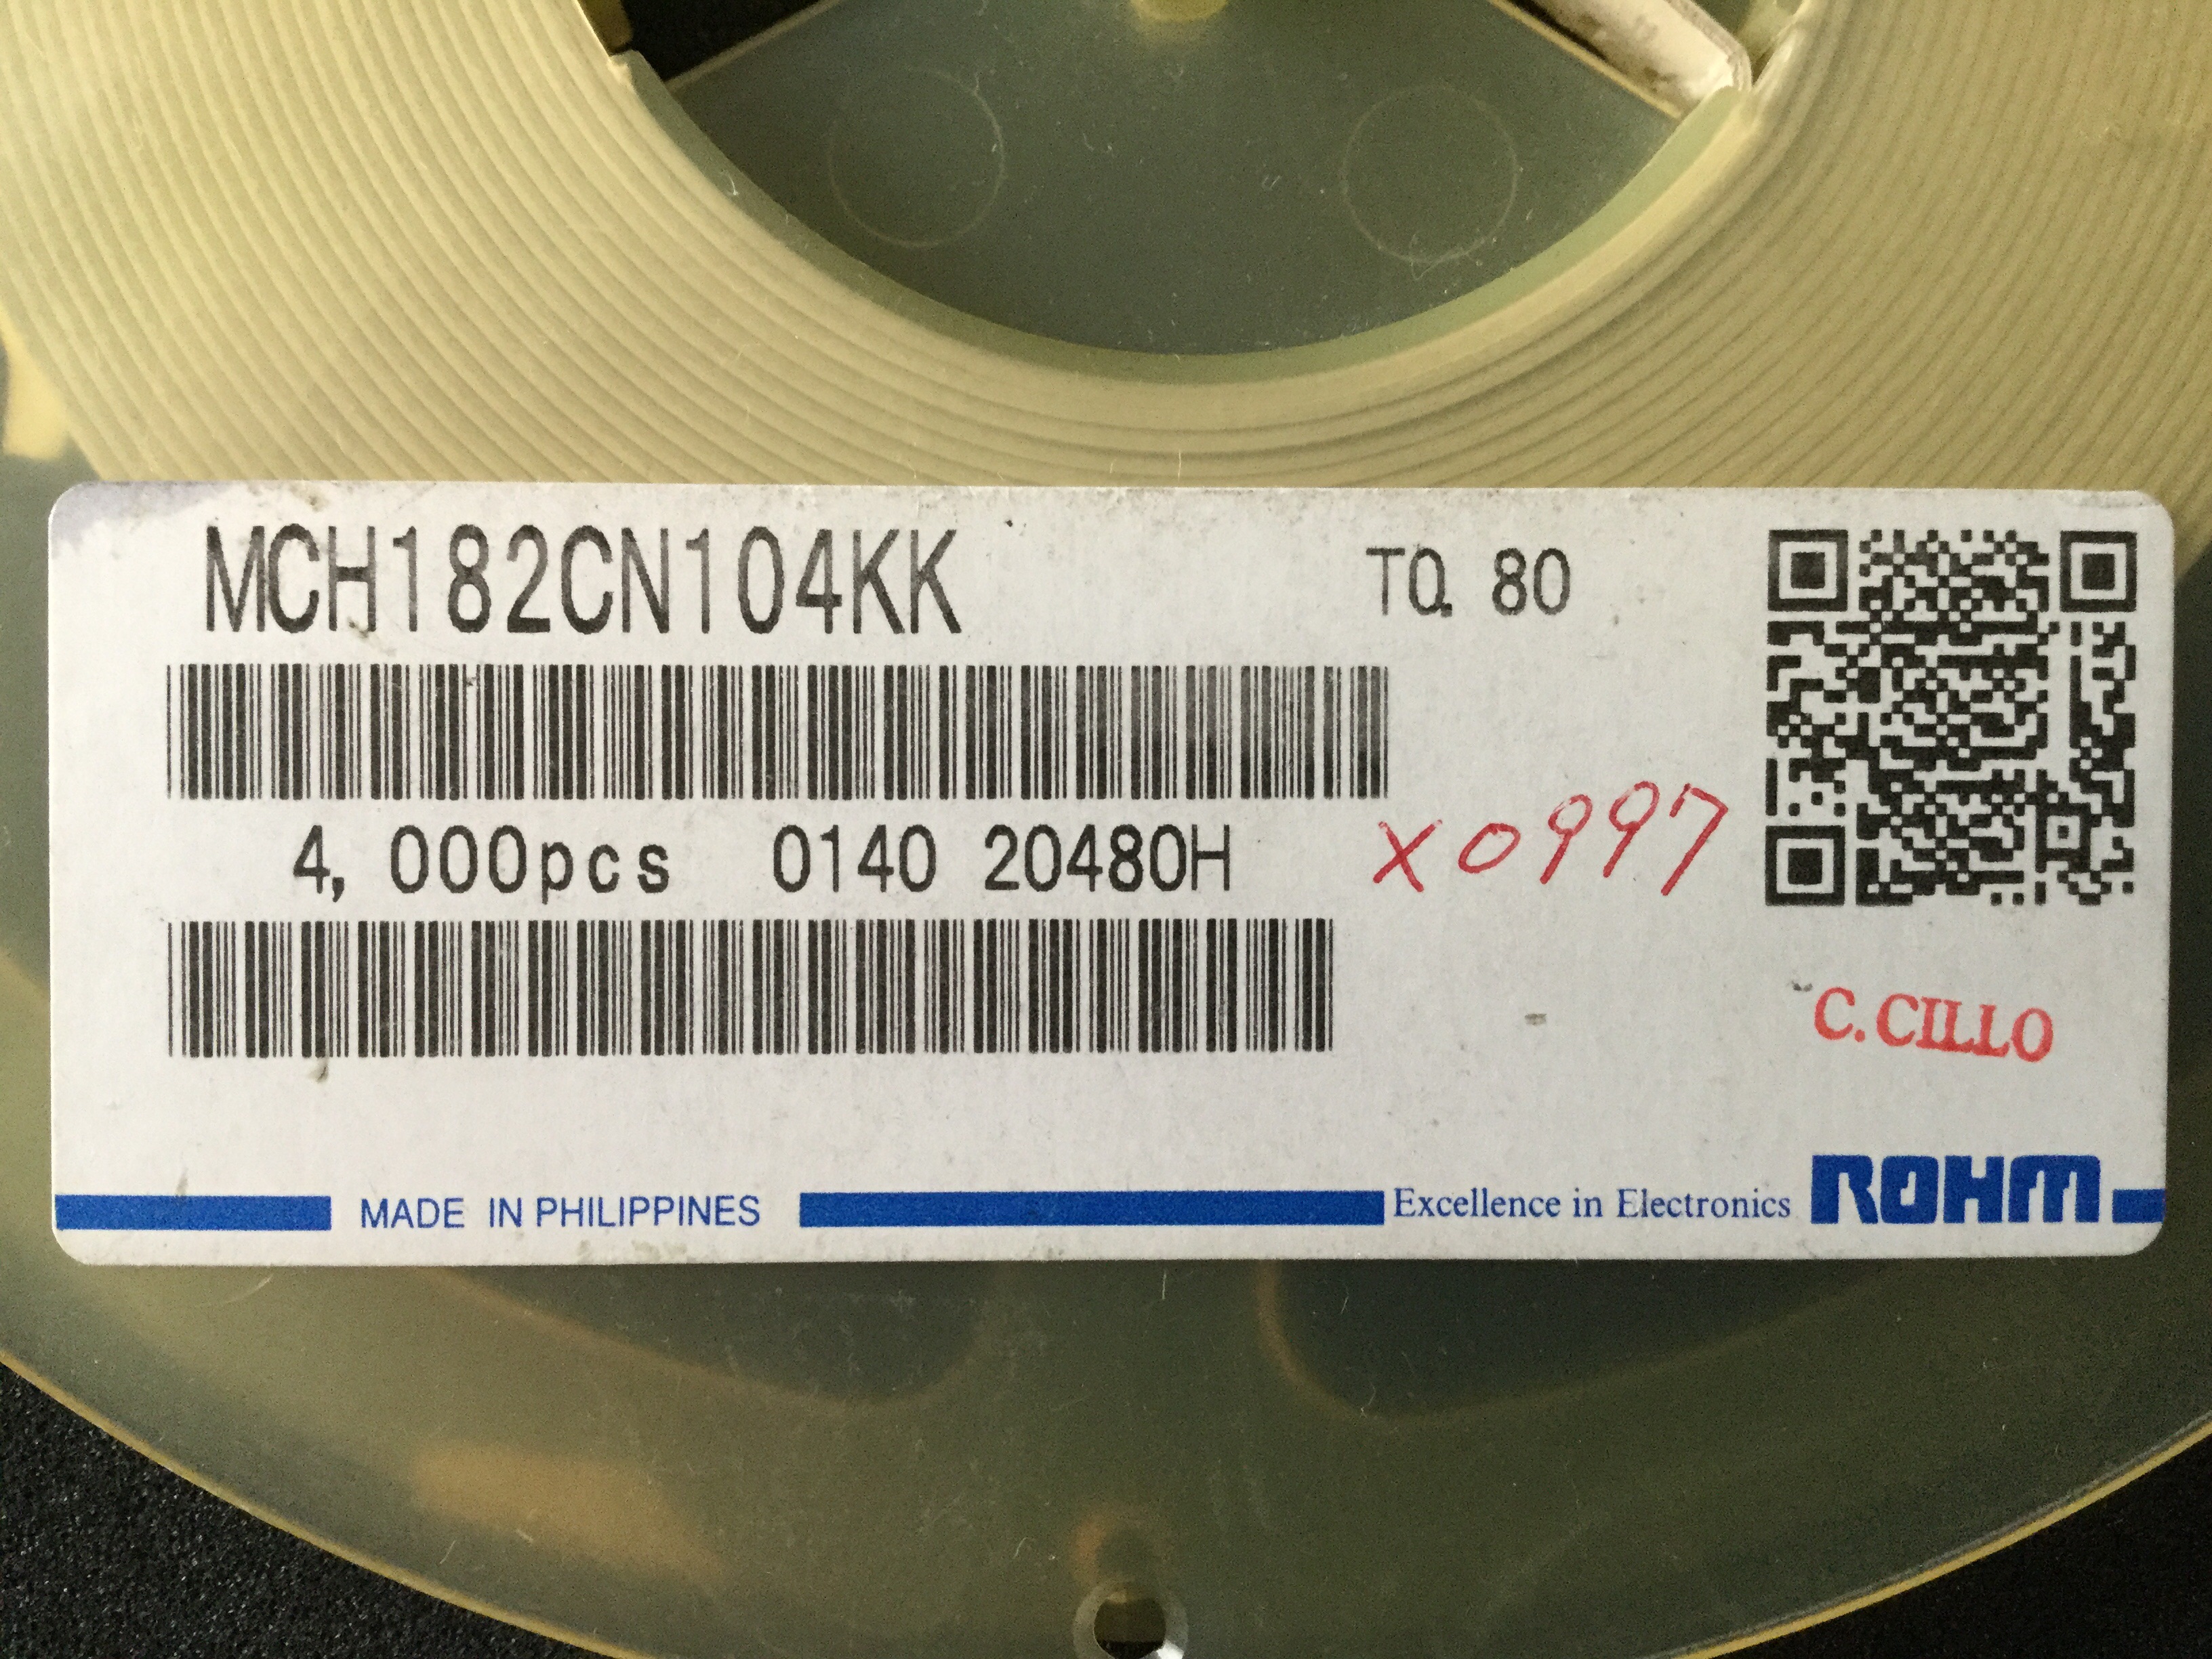 MCH182CN104KK TQ. 80
4, 000pcs 0140 20480H X0997
C.CILLO
MADE IN PHILIPPINES Excellence in Electronics ROHM